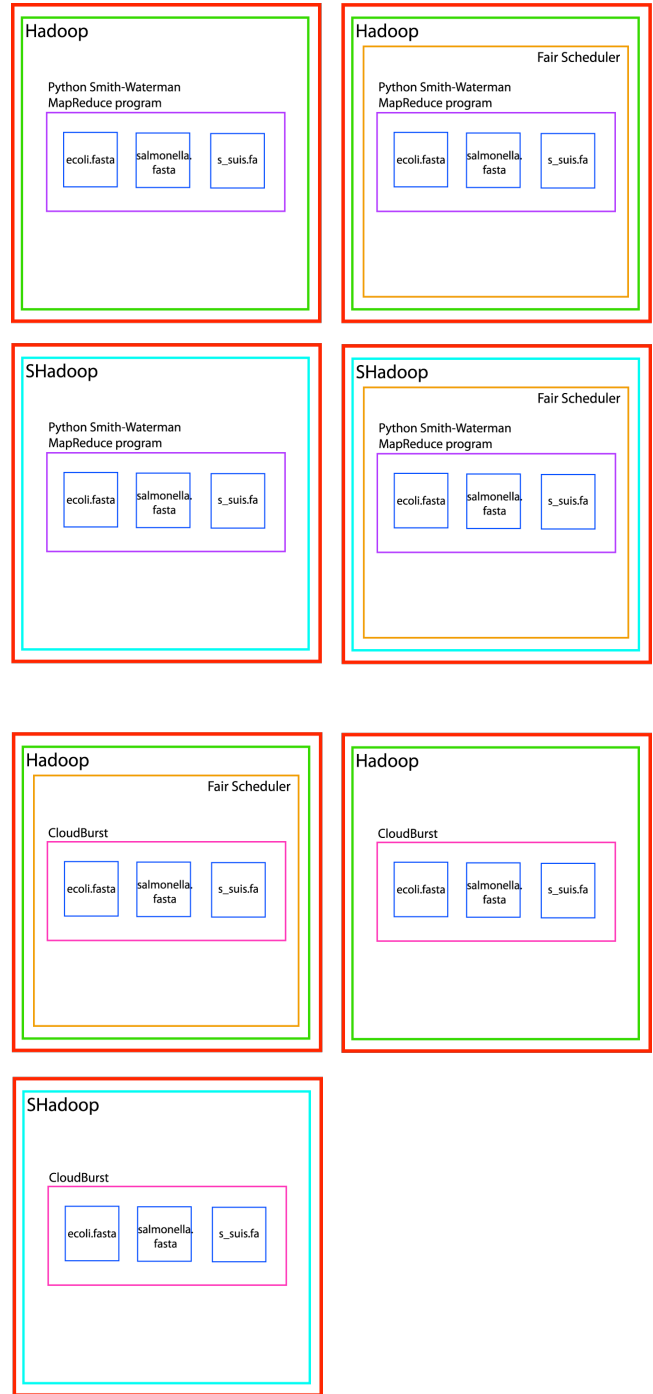 Hadoop
Python Smith-Waterman
MapReduce program
ecoli.fasta
salmonella.
fasta
s_suis.fa
Hadoop
Fair Scheduler
Python Smith-Waterman
MapReduce program
ecoli.fasta
salmonella.
fasta
s_suis.fa
SHadoop
Python Smith-Waterman
MapReduce program
ecoli.fasta
salmonella.
fasta
s_suis.fa
SHadoop
Fair Scheduler
Python Smith-Waterman
MapReduce program
ecoli.fasta
salmonella.
fasta
s_suis.fa
Hadoop
Fair Scheduler
CloudBurst
ecoli.fasta
salmonella.
fasta
s_suis.fa
Hadoop
CloudBurst
ecoli.fasta
salmonella.
fasta
s_suis.fa
SHadoop
CloudBurst
ecoli.fasta
salmonella.
fasta
s_suis.fa